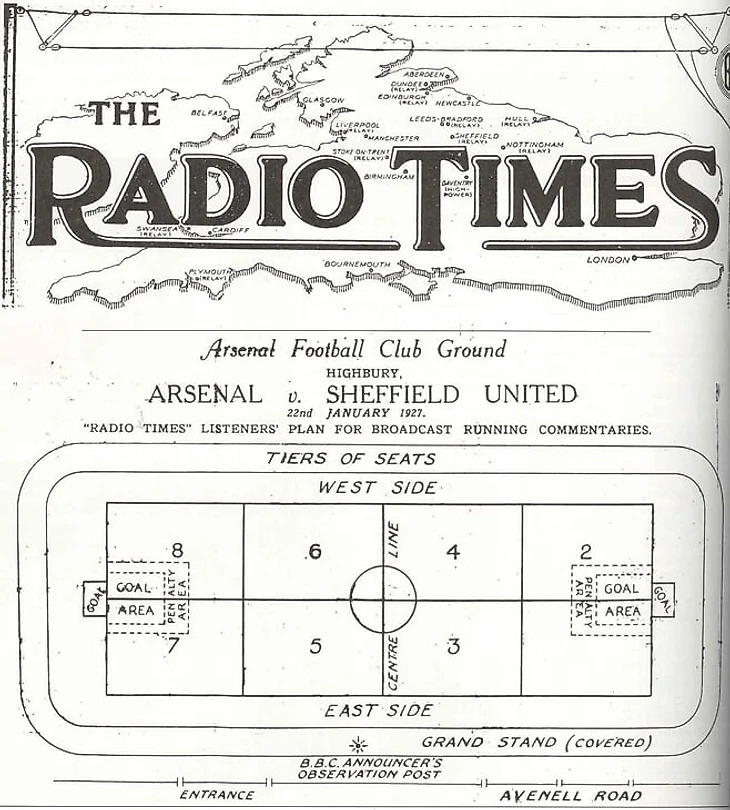 THE
RADIO TIMES
ABERDEEN
DUNDEE
(RELAY)
EDINBURGH
(RELAY)
NEWCASTLE
GLASGOW
BELFAST
LIVERPOOL
(RELAY)
MANCHESTER
LEEDS-BRADFORD
(RELAY)
HULL
(RELAY)
SHEFFIELD
(RELAY)
NOTTINGHAM
(RELAY)
STOKE-ON-TRENT
(RELAY)
BIRMINGHAM
DAVENTRY
(HIGH-
POWER)
SWANSEA
(RELAY)
CARDIFF
LONDON
BOURNEMOUTH
PLYMOUTH
(RELAY)
Arsenal Football Club Ground
HIGHBURY,
ARSENAL v. SHEFFIELD UNITED
22nd JANUARY 1927.
"RADIO TIMES" LISTENERS' PLAN FOR BROADCAST RUNNING COMMENTARIES.
TIERS OF SEATS
WEST SIDE
8 6 LINE 4 2
GOAL
GOAL
AREA
PENALTY
AREA
PENALTY
AREA
GOAL
AREA
GOAL
7 5 CENTRE 3
EAST SIDE
GRAND STAND (COVERED)
B.B.C. ANNOUNCER'S
OBSERVATION POST
ENTRANCE
AVENELL ROAD